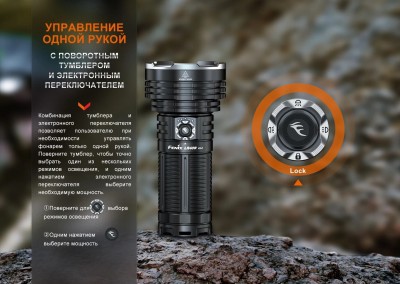 УПРАВЛЕНИЕ
ОДНОЙ РУКОЙ
С ПОВОРОТНЫМ
ТУМБЛЕРОМ
И ЭЛЕКТРОННЫМ
ПЕРЕКЛЮЧАТЕЛЕМ
Комбинация тумблера и
электронного переключателя
позволяет пользователю при
необходимости управлять
фонарем только одной рукой.
Поверните тумблер, чтобы точно
выбрать один из нескольких
режимов освещения, и одним
нажатием электронного
переключателя выберите
необходимую мощность.
①Поверните для выбора
режимов освещения
②Одним нажатием
выберите мощность
Fenix
Lock